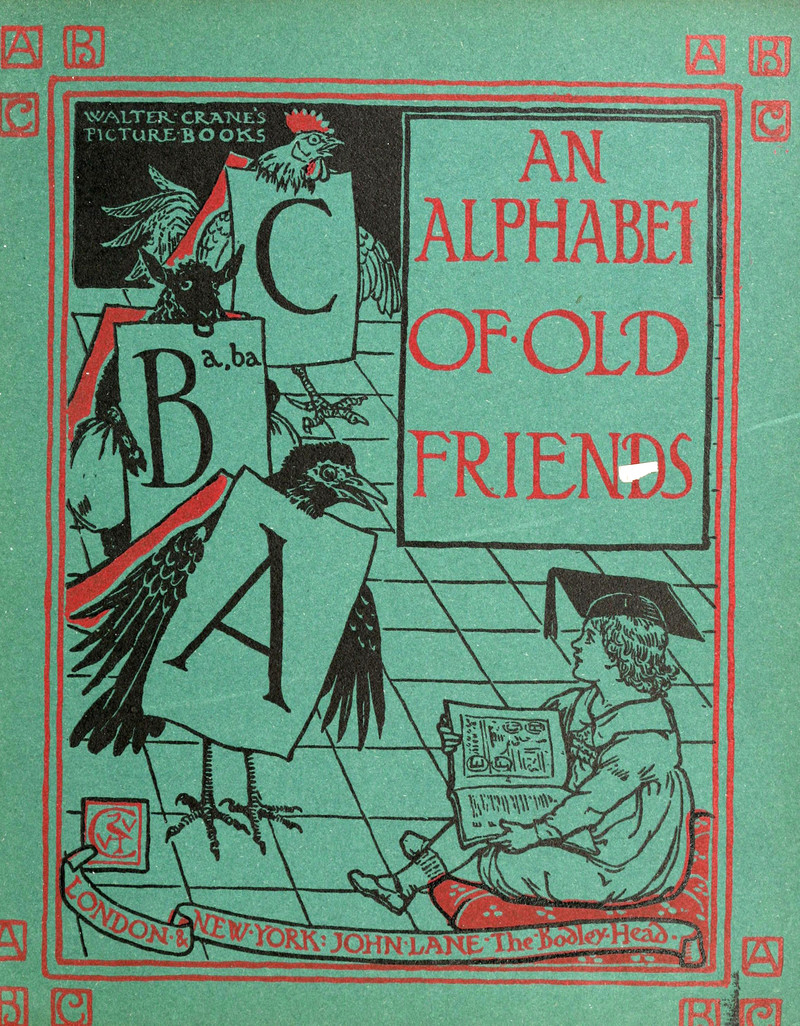 A B
C
A B
C
WALTER·CRANE'S
PICTURE·BOOKS
AN
ALPHABET
OF·OLD
FRIENDS
C
B a, ba
A
LONDON·&·NEW·YORK: JOHN·LANE·The·Bodley·Head·
A
B C
A
B C